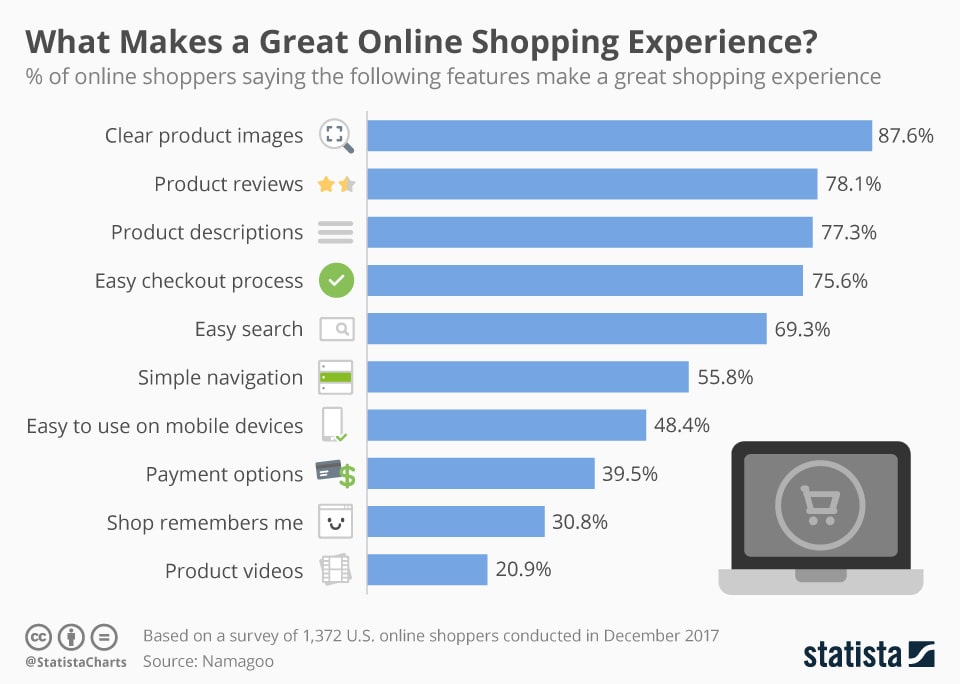 What Makes a Great Online Shopping Experience?
% of online shoppers saying the following features make a great shopping experience
Clear product images 87.6%
Product reviews 78.1%
Product descriptions 77.3%
Easy checkout process 75.6%
Easy search 69.3%
Simple navigation 55.8%
Easy to use on mobile devices 48.4%
Payment options $ 39.5%
Shop remembers me 30.8%
Product videos 20.9%
cc Based on a survey of 1,372 U.S. online shoppers conducted in December 2017
@StatistaCharts Source: Namagoo
statista